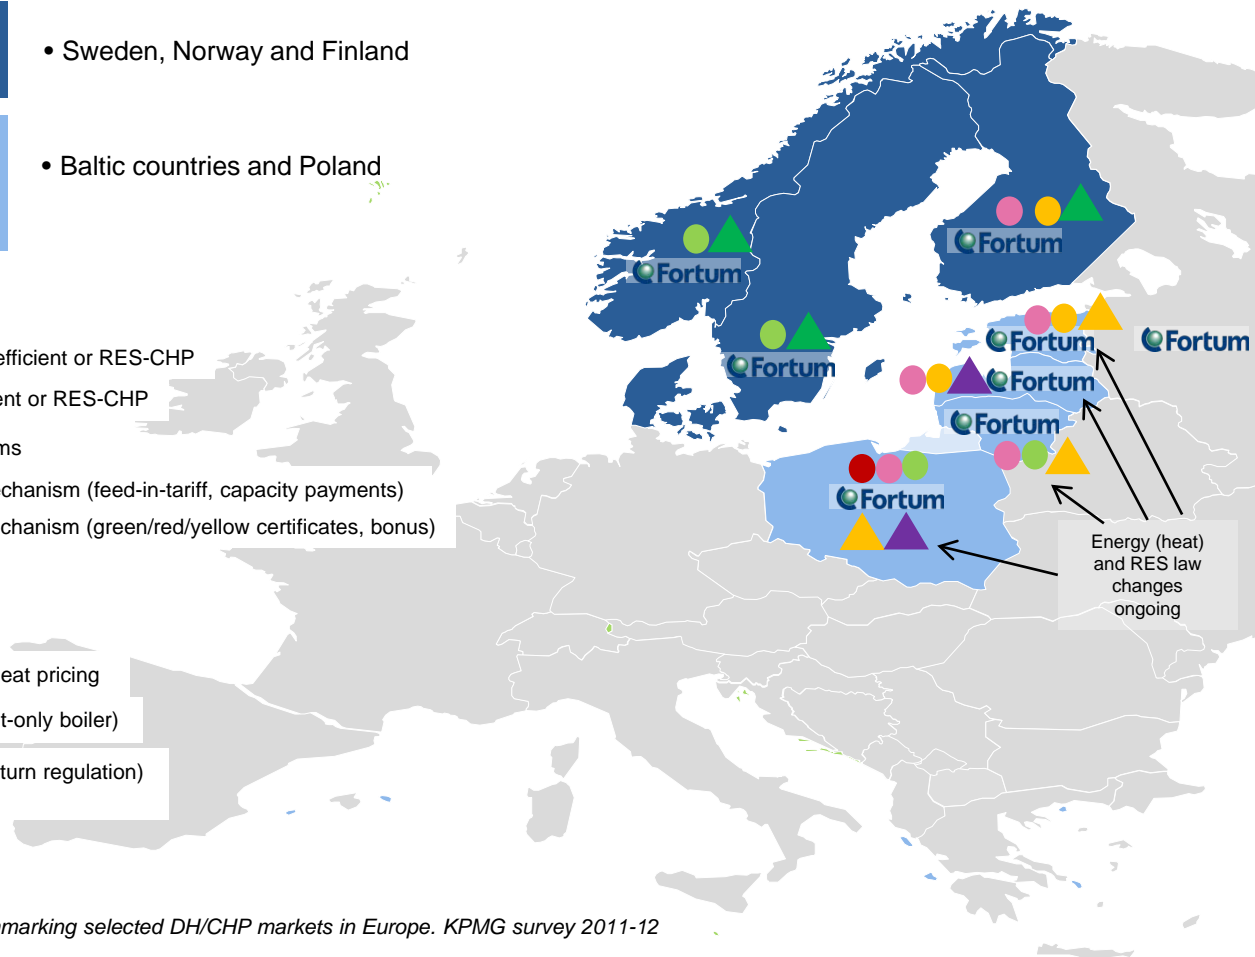 • Sweden, Norway and Finland
• Baltic countries and Poland
efficient or RES-CHP
ent or RES-CHP
ms
echanism (feed-in-tariff, capacity payments)
chanism (green/red/yellow certificates, bonus)
eat pricing
t-only boiler)
turn regulation)
Fortum
Fortum
Fortum
Fortum
Fortum
Fortum
Fortum
Fortum
Energy (heat)
and RES law
changes
ongoing
marking selected DH/CHP markets in Europe. KPMG survey 2011-12